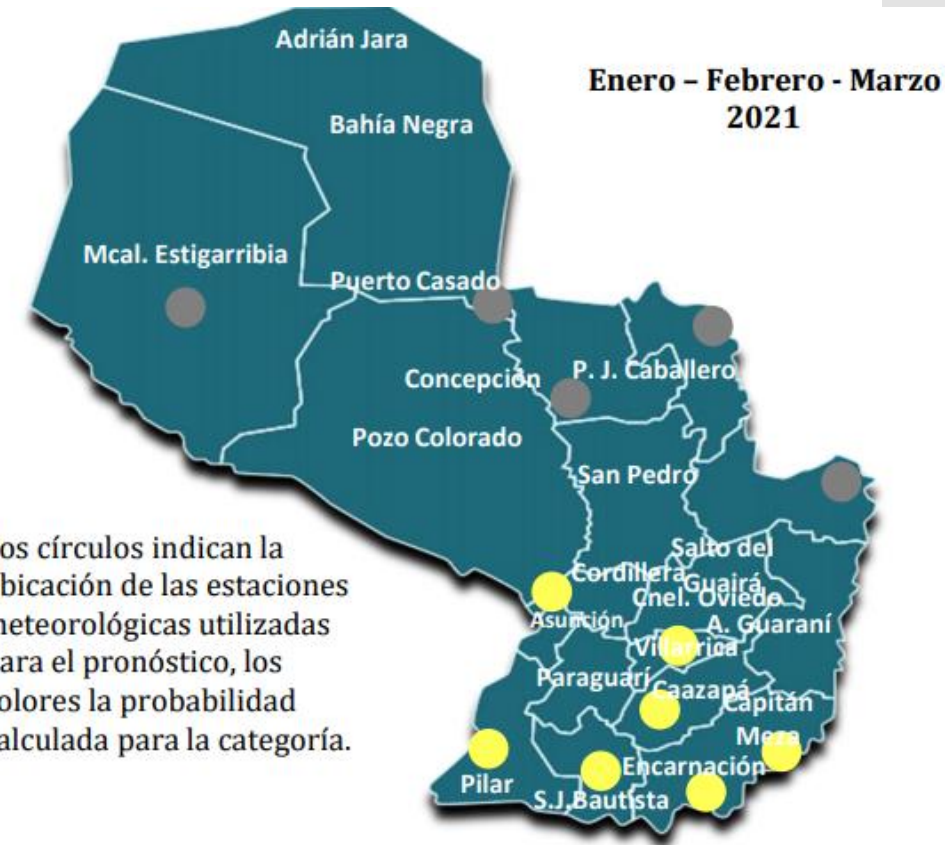 Adrián Jara
Enero – Febrero - Marzo
2021
Bahía Negra
Mcal. Estigarribia
Puerto Casado
Concepción
P. J. Caballero
Pozo Colorado
San Pedro
os círculos indican la
bicación de las estaciones
neteorológicas utilizadas
ara el pronóstico, los
olores la probabilidad
alculada para la categoría.
Salto del
Guairá
Cordillera
Cnel. Oviedo
Asunción
A. Guaraní
Villarrica
Paraguarí
Caazapá
Capitán
Meza
Encarnación
Pilar
S.J.Bautista